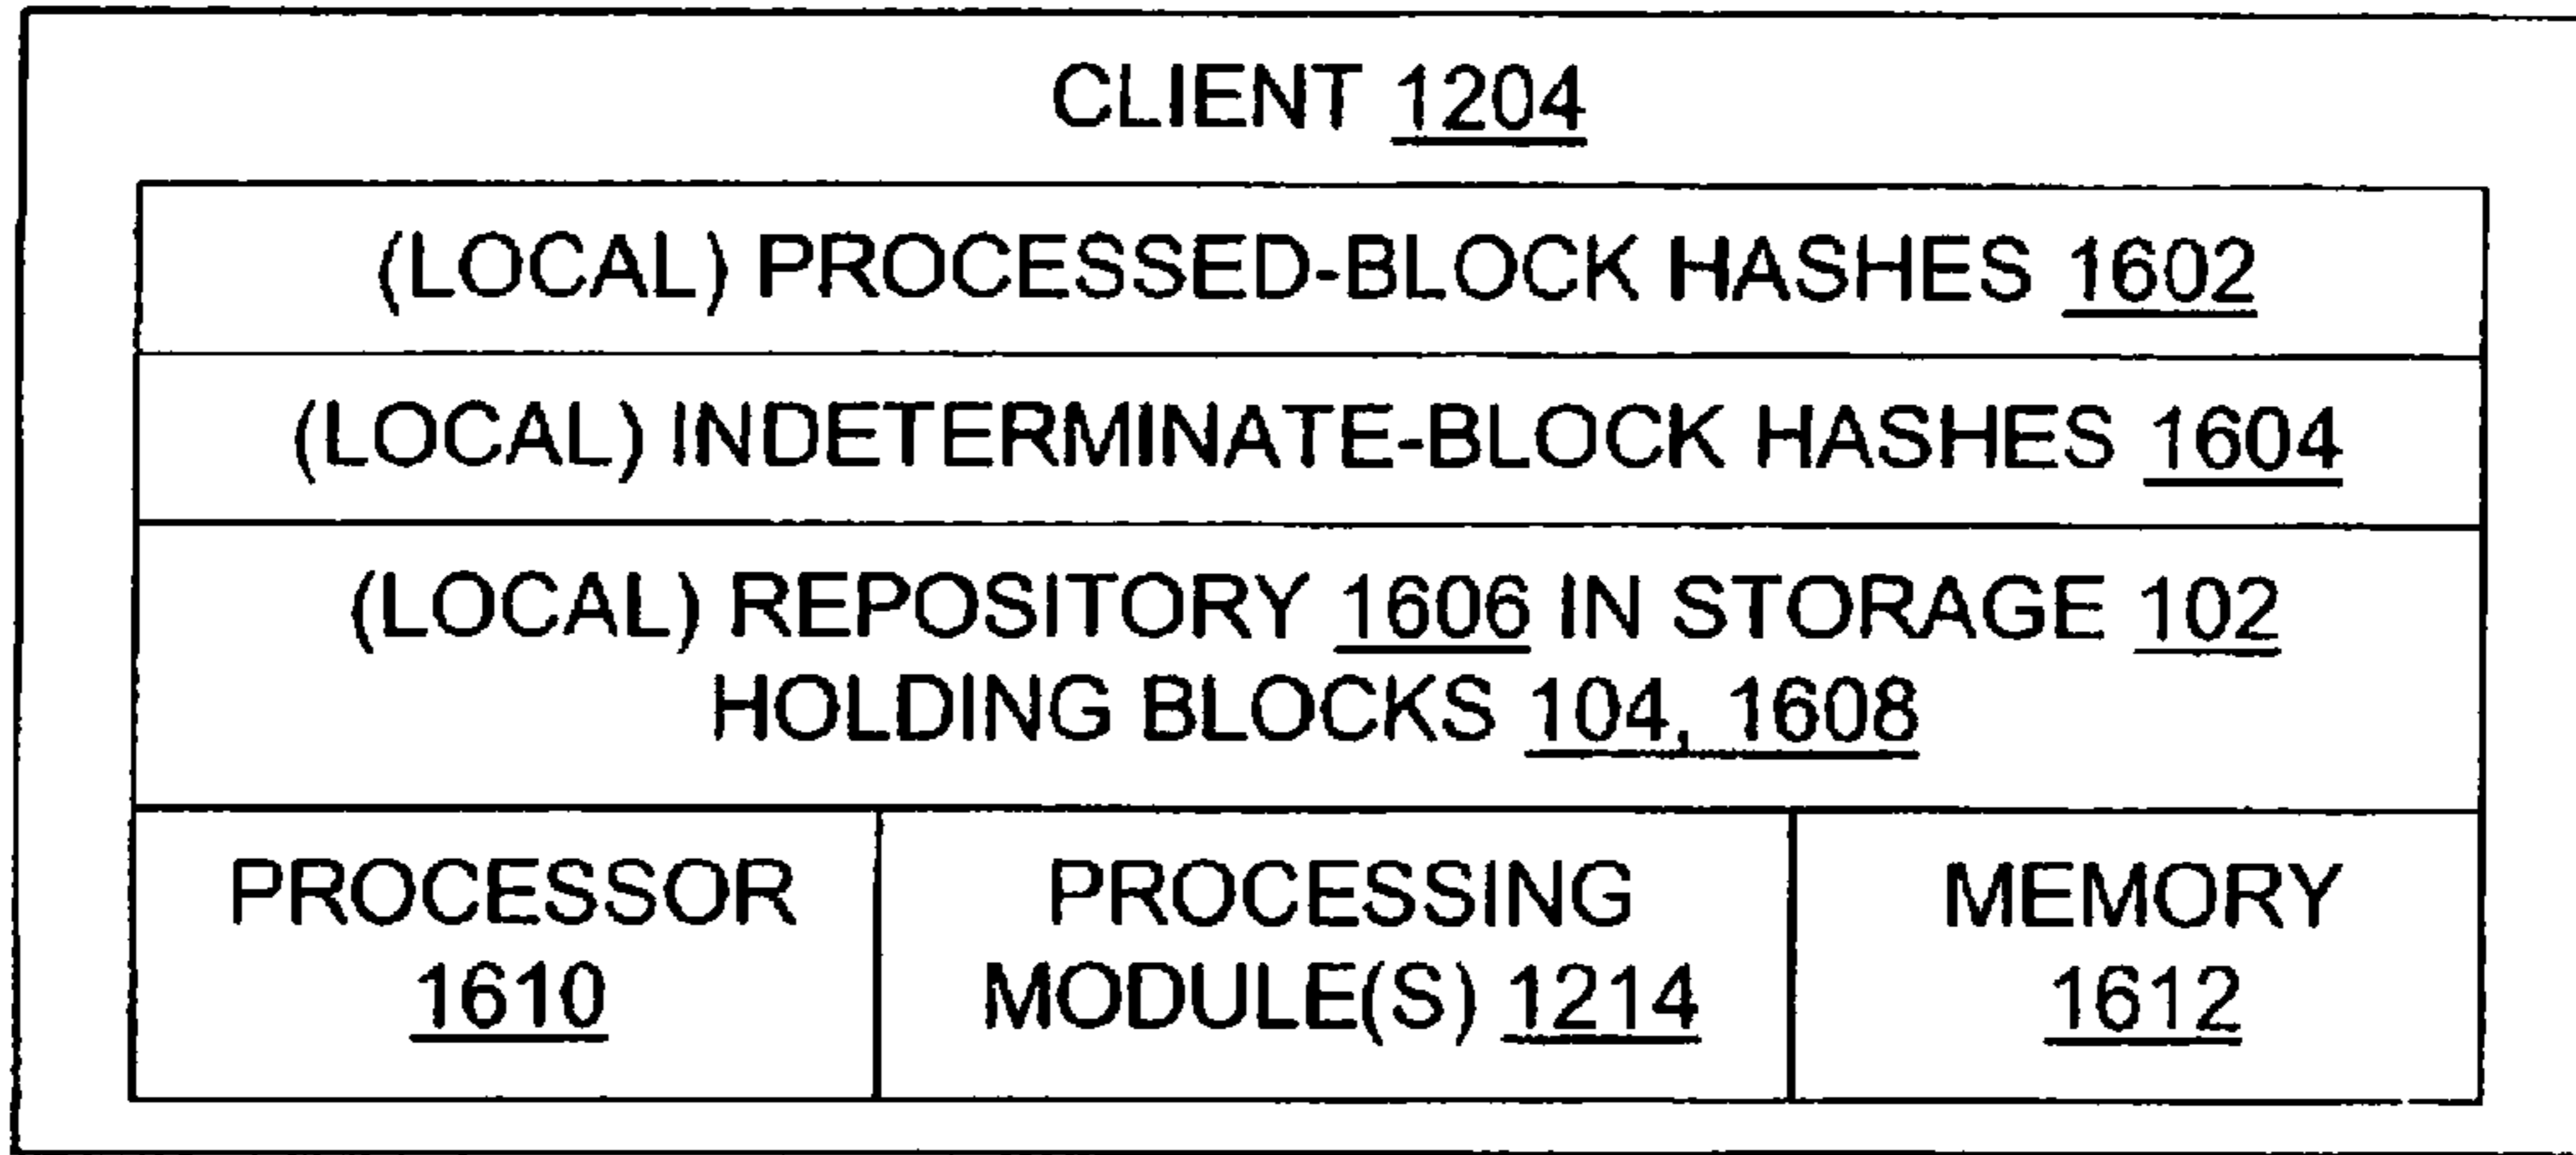 CLIENT 1204
(LOCAL) PROCESSED-BLOCK HASHES 1602
(LOCAL) INDETERMINATE-BLOCK HASHES 1604
(LOCAL) REPOSITORY 1606 IN STORAGE 102
HOLDING BLOCKS 104, 1608
PROCESSOR
1610
PROCESSING
MODULE(S) 1214
MEMORY
1612